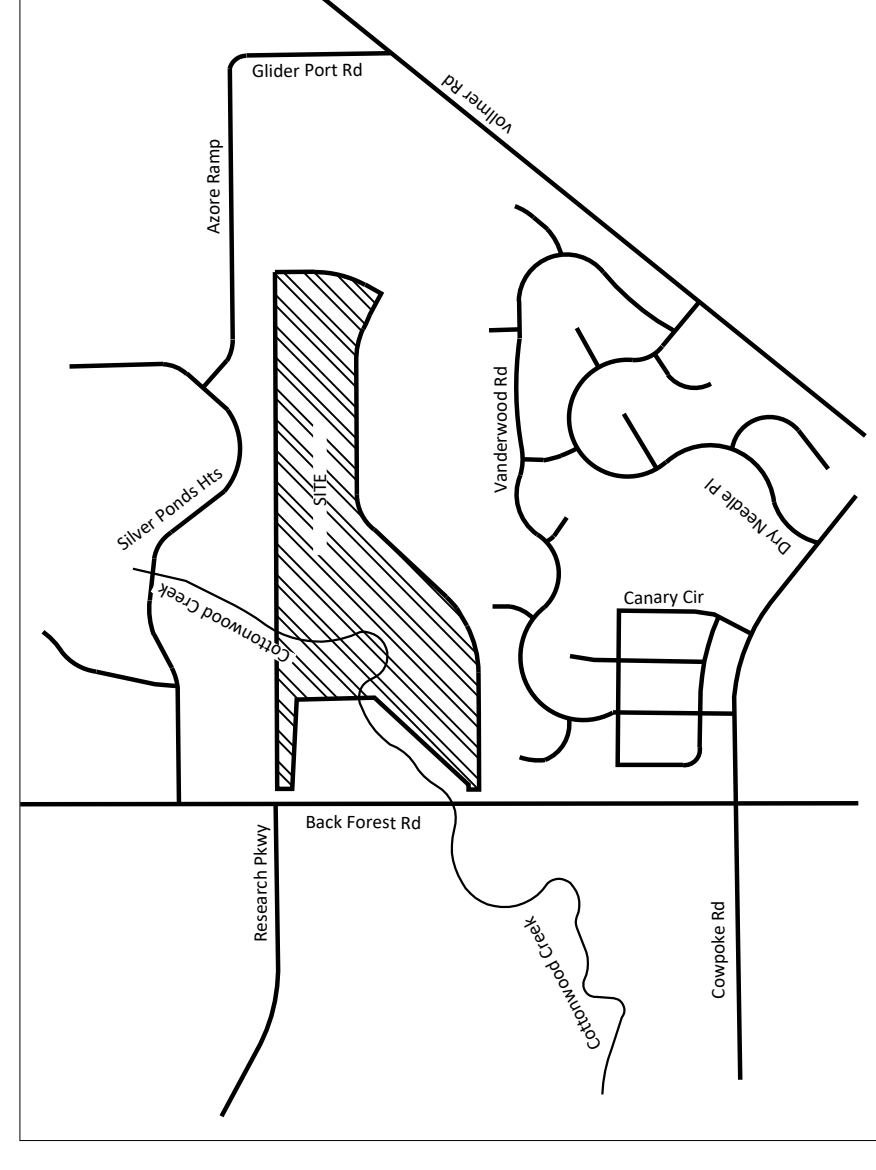 Glider Port Rd
vollmer Rd
Azore Ramp
Vanderwood Rd
SITE
Silver Ponds Hts
Dry Needle Pl
Cottonwood Creek
Canary Cir
Back Forest Rd
Research Pkwy
Cottonwood Creek
Cowpoke Rd